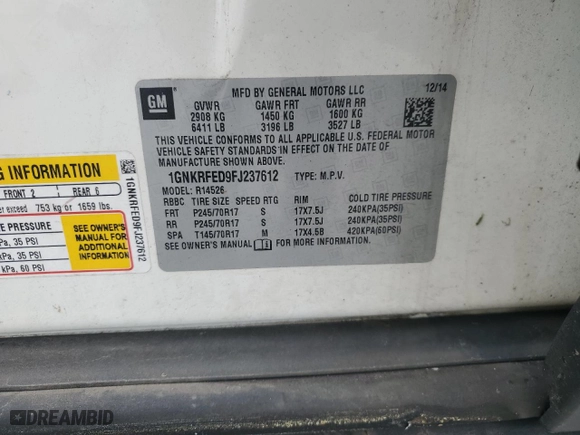 GM
MFD BY GENERAL MOTORS LLC 12/14
GVWR GAWR FRT GAWR RR
2908 KG 1450 KG 1600 KG
6411 LB 3196 LB 3527 LB
THIS VEHICLE CONFORMS TO ALL APPLICABLE U.S. FEDERAL MOTOR
VEHICLE SAFETY STANDARDS IN EFFECT ON THE DATE OF
MANUFACTURE SHOWN ABOVE.
1GNKRFED9FJ237612 TYPE: M.P.V.
MODEL: R14526
RBBC TIRE SIZE SPEED RTG RIM COLD TIRE PRESSURE
FRT P245/70R17 S 17X7.5J 240KPA(35PSI)
RR P245/70R17 S 17X7.5J 240KPA(35PSI)
SPA T145/70R17 M 17X4.5B 420KPA(60PSI)
SEE OWNER'S MANUAL FOR MORE INFORMATION.
G INFORMATION
FRONT 2 REAR 6
exceed 753 kg or 1659 lbs.
E PRESSURE
Pa, 35 PSI
kPa, 35 PSI
kPa, 60 PSI
SEE OWNER'S
MANUAL FOR
ADDITIONAL
INFORMATION
1GNKRFED9FJ237612
DREAMBID